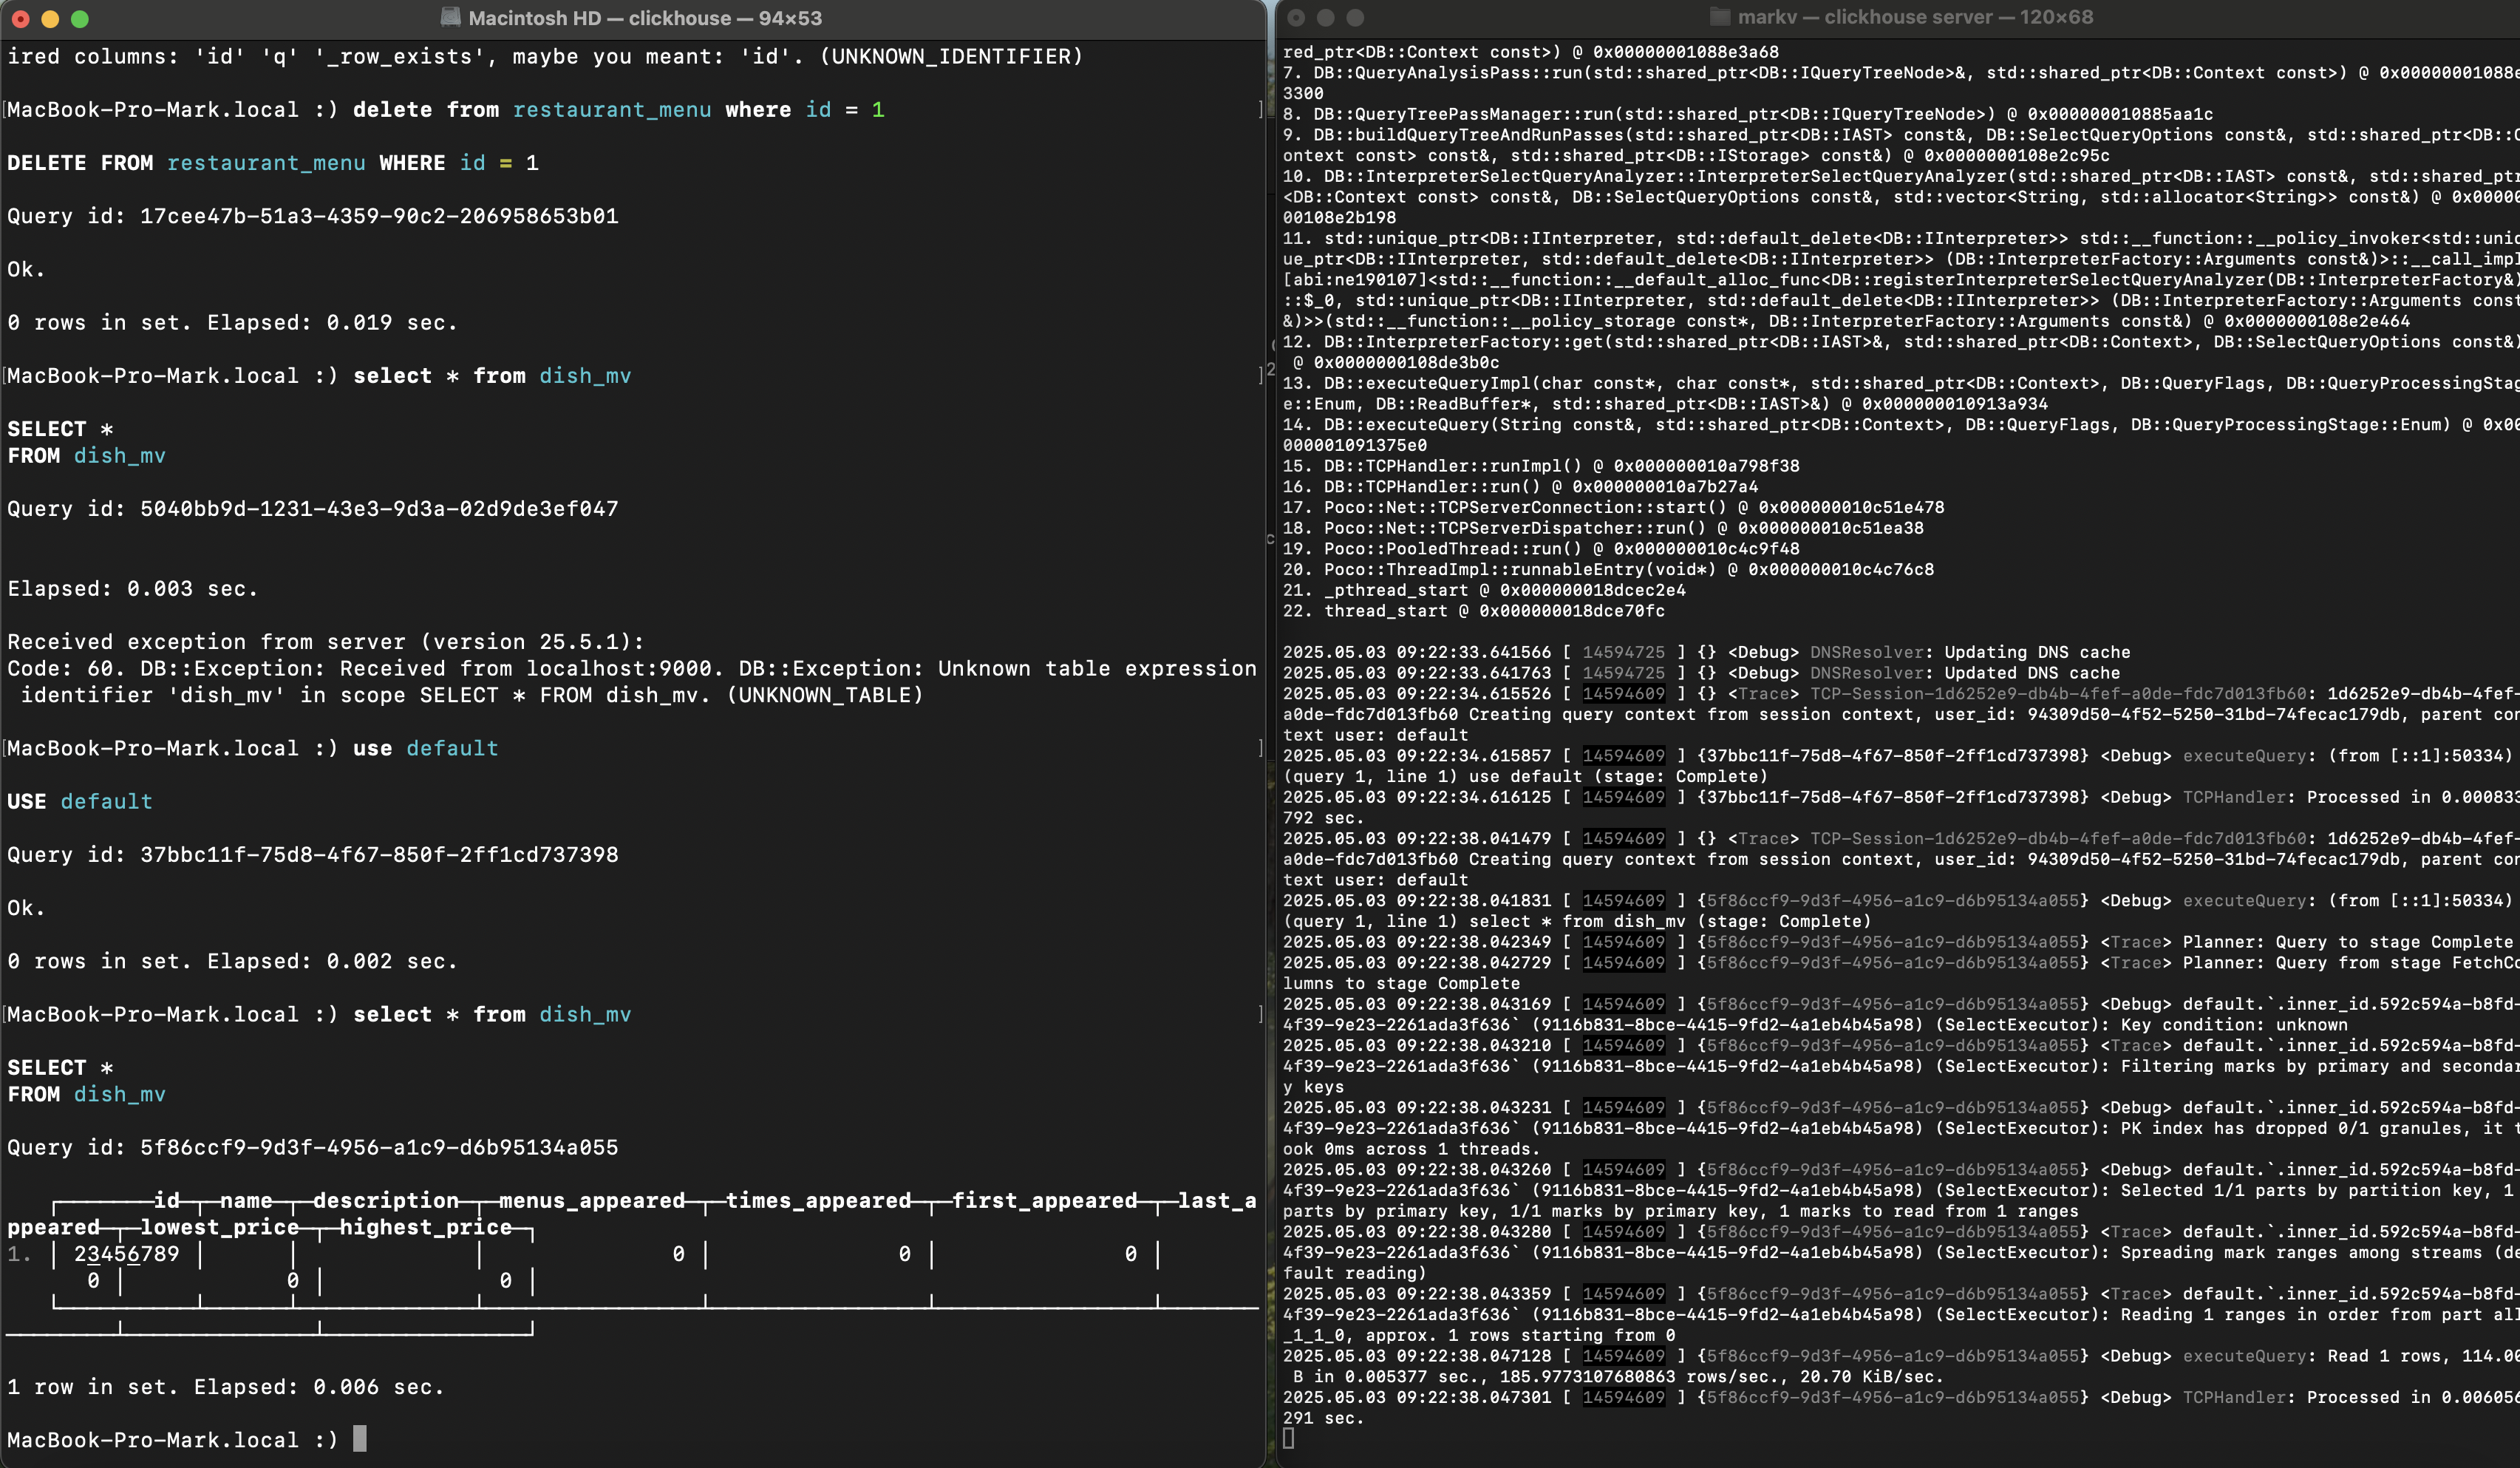 Macintosh HD — clickhouse — 94×53
ired columns: 'id' 'q' '_row_exists', maybe you meant: 'id'. (UNKNOWN_IDENTIFIER)
[MacBook-Pro-Mark.local :) delete from restaurant_menu where id = 1 ]
DELETE FROM restaurant_menu WHERE id = 1
Query id: 17cee47b-51a3-4359-90c2-206958653b01
Ok.
0 rows in set. Elapsed: 0.019 sec.
[MacBook-Pro-Mark.local :) select * from dish_mv ]
SELECT *
FROM dish_mv
Query id: 5040bb9d-1231-43e3-9d3a-02d9de3ef047
Elapsed: 0.003 sec.
Received exception from server (version 25.5.1):
Code: 60. DB::Exception: Received from localhost:9000. DB::Exception: Unknown table expression
identifier 'dish_mv' in scope SELECT * FROM dish_mv. (UNKNOWN_TABLE)
[MacBook-Pro-Mark.local :) use default ]
USE default
Query id: 37bbc11f-75d8-4f67-850f-2ff1cd737398
Ok.
0 rows in set. Elapsed: 0.002 sec.
[MacBook-Pro-Mark.local :) select * from dish_mv ]
SELECT *
FROM dish_mv
Query id: 5f86ccf9-9d3f-4956-a1c9-d6b95134a055
┌───────id─┬─name─┬─description─┬─menus_appeared─┬─times_appeared─┬─first_appeared─┬─last_a
ppeared─┬─lowest_price─┬─highest_price─┐
1. │ 23456789 │ │ │ 0 │ 0 │ 0 │
0 │ 0 │ 0 │
1 row in set. Elapsed: 0.006 sec.
MacBook-Pro-Mark.local :)
markv — clickhouse server — 120×68
red_ptr<DB::Context const>) @ 0x00000001088e3a68
7. DB::QueryAnalysisPass::run(std::shared_ptr<DB::IQueryTreeNode>&, std::shared_ptr<DB::Context const>) @ 0x00000001088e
3300
8. DB::QueryTreePassManager::run(std::shared_ptr<DB::IQueryTreeNode>) @ 0x000000010885aa1c
9. DB::buildQueryTreeAndRunPasses(std::shared_ptr<DB::IAST> const&, DB::SelectQueryOptions const&, std::shared_ptr<DB::C
ontext const> const&, std::shared_ptr<DB::IStorage> const&) @ 0x0000000108e2c95c
10. DB::InterpreterSelectQueryAnalyzer::InterpreterSelectQueryAnalyzer(std::shared_ptr<DB::IAST> const&, std::shared_ptr
<DB::Context const> const&, DB::SelectQueryOptions const&, std::vector<String, std::allocator<String>> const&) @ 0x00000
00108e2b198
11. std::unique_ptr<DB::IInterpreter, std::default_delete<DB::IInterpreter>> std::__function::__policy_invoker<std::uniq
ue_ptr<DB::IInterpreter, std::default_delete<DB::IInterpreter>> (DB::InterpreterFactory::Arguments const&)>::__call_impl
[abi:ne190107]<std::__function::__default_alloc_func<DB::registerInterpreterSelectQueryAnalyzer(DB::InterpreterFactory&)
::$_0, std::unique_ptr<DB::IInterpreter, std::default_delete<DB::IInterpreter>> (DB::InterpreterFactory::Arguments const
&)>>(std::__function::__policy_storage const*, DB::InterpreterFactory::Arguments const&) @ 0x0000000108e2e464
12. DB::InterpreterFactory::get(std::shared_ptr<DB::IAST>&, std::shared_ptr<DB::Context>, DB::SelectQueryOptions const&)
@ 0x0000000108de3b0c
13. DB::executeQueryImpl(char const*, char const*, std::shared_ptr<DB::Context>, DB::QueryFlags, DB::QueryProcessingStag
e::Enum, DB::ReadBuffer*, std::shared_ptr<DB::IAST>&) @ 0x000000010913a934
14. DB::executeQuery(String const&, std::shared_ptr<DB::Context>, DB::QueryFlags, DB::QueryProcessingStage::Enum) @ 0x00
000001091375e0
15. DB::TCPHandler::runImpl() @ 0x000000010a798f38
16. DB::TCPHandler::run() @ 0x000000010a7b27a4
17. Poco::Net::TCPServerConnection::start() @ 0x000000010c51e478
18. Poco::Net::TCPServerDispatcher::run() @ 0x000000010c51ea38
19. Poco::PooledThread::run() @ 0x000000010c4c9f48
20. Poco::ThreadImpl::runnableEntry(void*) @ 0x000000010c4c76c8
21. _pthread_start @ 0x000000018dcec2e4
22. thread_start @ 0x000000018dce70fc
2025.05.03 09:22:33.641566 [ 14594725 ] {} <Debug> DNSResolver: Updating DNS cache
2025.05.03 09:22:33.641763 [ 14594725 ] {} <Debug> DNSResolver: Updated DNS cache
2025.05.03 09:22:34.615526 [ 14594609 ] {} <Trace> TCP-Session-1d6252e9-db4b-4fef-a0de-fdc7d013fb60: 1d6252e9-db4b-4fef-
a0de-fdc7d013fb60 Creating query context from session context, user_id: 94309d50-4f52-5250-31bd-74fecac179db, parent con
text user: default
2025.05.03 09:22:34.615857 [ 14594609 ] {37bbc11f-75d8-4f67-850f-2ff1cd737398} <Debug> executeQuery: (from [::1]:50334)
(query 1, line 1) use default (stage: Complete)
2025.05.03 09:22:34.616125 [ 14594609 ] {37bbc11f-75d8-4f67-850f-2ff1cd737398} <Debug> TCPHandler: Processed in 0.000833
792 sec.
2025.05.03 09:22:38.041479 [ 14594609 ] {} <Trace> TCP-Session-1d6252e9-db4b-4fef-a0de-fdc7d013fb60: 1d6252e9-db4b-4fef-
a0de-fdc7d013fb60 Creating query context from session context, user_id: 94309d50-4f52-5250-31bd-74fecac179db, parent con
text user: default
2025.05.03 09:22:38.041831 [ 14594609 ] {5f86ccf9-9d3f-4956-a1c9-d6b95134a055} <Debug> executeQuery: (from [::1]:50334)
(query 1, line 1) select * from dish_mv (stage: Complete)
2025.05.03 09:22:38.042349 [ 14594609 ] {5f86ccf9-9d3f-4956-a1c9-d6b95134a055} <Trace> Planner: Query to stage Complete
2025.05.03 09:22:38.042729 [ 14594609 ] {5f86ccf9-9d3f-4956-a1c9-d6b95134a055} <Trace> Planner: Query from stage FetchCo
lumns to stage Complete
2025.05.03 09:22:38.043169 [ 14594609 ] {5f86ccf9-9d3f-4956-a1c9-d6b95134a055} <Debug> default.`.inner_id.592c594a-b8fd-
4f39-9e23-2261ada3f636` (9116b831-8bce-4415-9fd2-4a1eb4b45a98) (SelectExecutor): Key condition: unknown
2025.05.03 09:22:38.043210 [ 14594609 ] {5f86ccf9-9d3f-4956-a1c9-d6b95134a055} <Trace> default.`.inner_id.592c594a-b8fd-
4f39-9e23-2261ada3f636` (9116b831-8bce-4415-9fd2-4a1eb4b45a98) (SelectExecutor): Filtering marks by primary and secondar
y keys
2025.05.03 09:22:38.043231 [ 14594609 ] {5f86ccf9-9d3f-4956-a1c9-d6b95134a055} <Debug> default.`.inner_id.592c594a-b8fd-
4f39-9e23-2261ada3f636` (9116b831-8bce-4415-9fd2-4a1eb4b45a98) (SelectExecutor): PK index has dropped 0/1 granules, it t
ook 0ms across 1 threads.
2025.05.03 09:22:38.043260 [ 14594609 ] {5f86ccf9-9d3f-4956-a1c9-d6b95134a055} <Debug> default.`.inner_id.592c594a-b8fd-
4f39-9e23-2261ada3f636` (9116b831-8bce-4415-9fd2-4a1eb4b45a98) (SelectExecutor): Selected 1/1 parts by partition key, 1
parts by primary key, 1/1 marks by primary key, 1 marks to read from 1 ranges
2025.05.03 09:22:38.043280 [ 14594609 ] {5f86ccf9-9d3f-4956-a1c9-d6b95134a055} <Trace> default.`.inner_id.592c594a-b8fd-
4f39-9e23-2261ada3f636` (9116b831-8bce-4415-9fd2-4a1eb4b45a98) (SelectExecutor): Spreading mark ranges among streams (de
fault reading)
2025.05.03 09:22:38.043359 [ 14594609 ] {5f86ccf9-9d3f-4956-a1c9-d6b95134a055} <Trace> default.`.inner_id.592c594a-b8fd-
4f39-9e23-2261ada3f636` (9116b831-8bce-4415-9fd2-4a1eb4b45a98) (SelectExecutor): Reading 1 ranges in order from part all
_1_1_0, approx. 1 rows starting from 0
2025.05.03 09:22:38.047128 [ 14594609 ] {5f86ccf9-9d3f-4956-a1c9-d6b95134a055} <Debug> executeQuery: Read 1 rows, 114.00
B in 0.005377 sec., 185.9773107680863 rows/sec., 20.70 KiB/sec.
2025.05.03 09:22:38.047301 [ 14594609 ] {5f86ccf9-9d3f-4956-a1c9-d6b95134a055} <Debug> TCPHandler: Processed in 0.006056
291 sec.